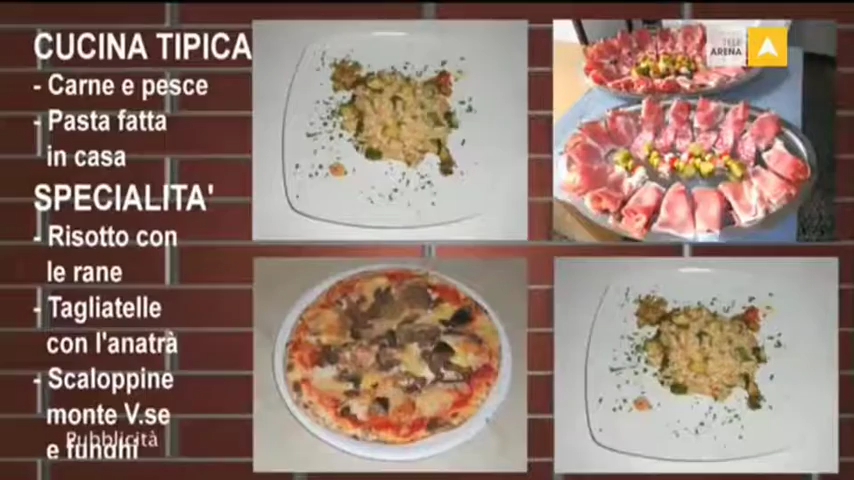 CUCINA TIPICA
- Carne e pesce
- Pasta fatta
in casa
SPECIALITA'
- Risotto con
le rane
- Tagliatelle
con l'anatrà
- Scaloppine
monte V.se
e funghi
Pubblicità
TELE
ARENA